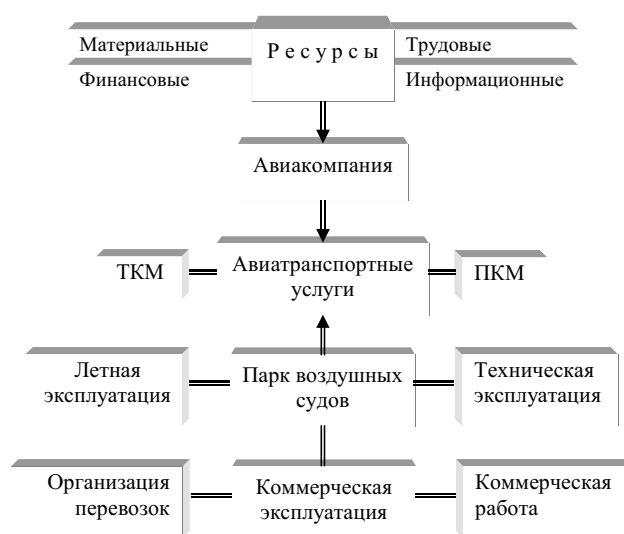 Материальные
Р е с у р с ы
Трудовые
Финансовые
Информационные
Авиакомпания
ТКМ
Авиатранспортные
услуги
ПКМ
Летная
эксплуатация
Парк воздушных
судов
Техническая
эксплуатация
Организация
перевозок
Коммерческая
эксплуатация
Коммерческая
работа